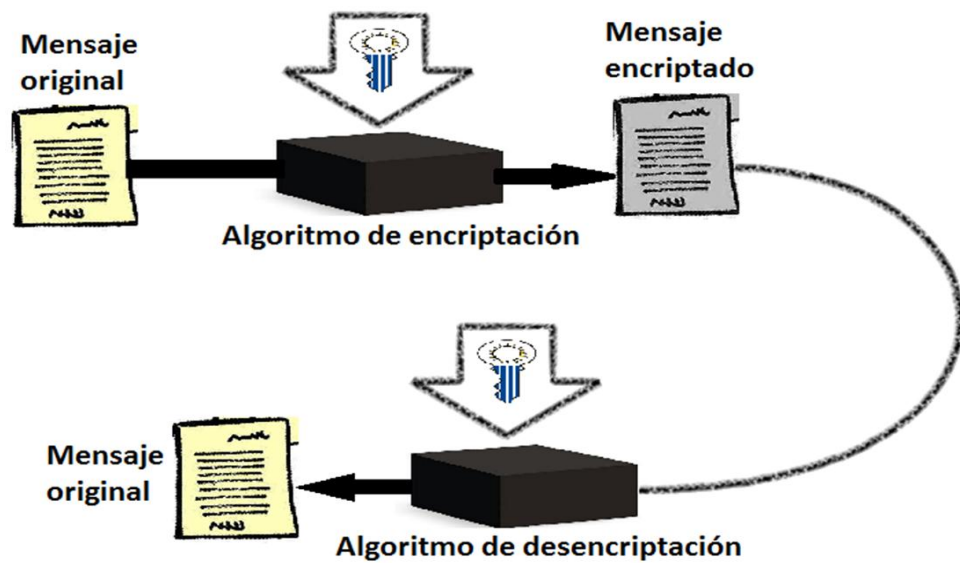 Mensaje
original
Mensaje
encriptado
Algoritmo de encriptación
Mensaje
original
Algoritmo de desencriptación